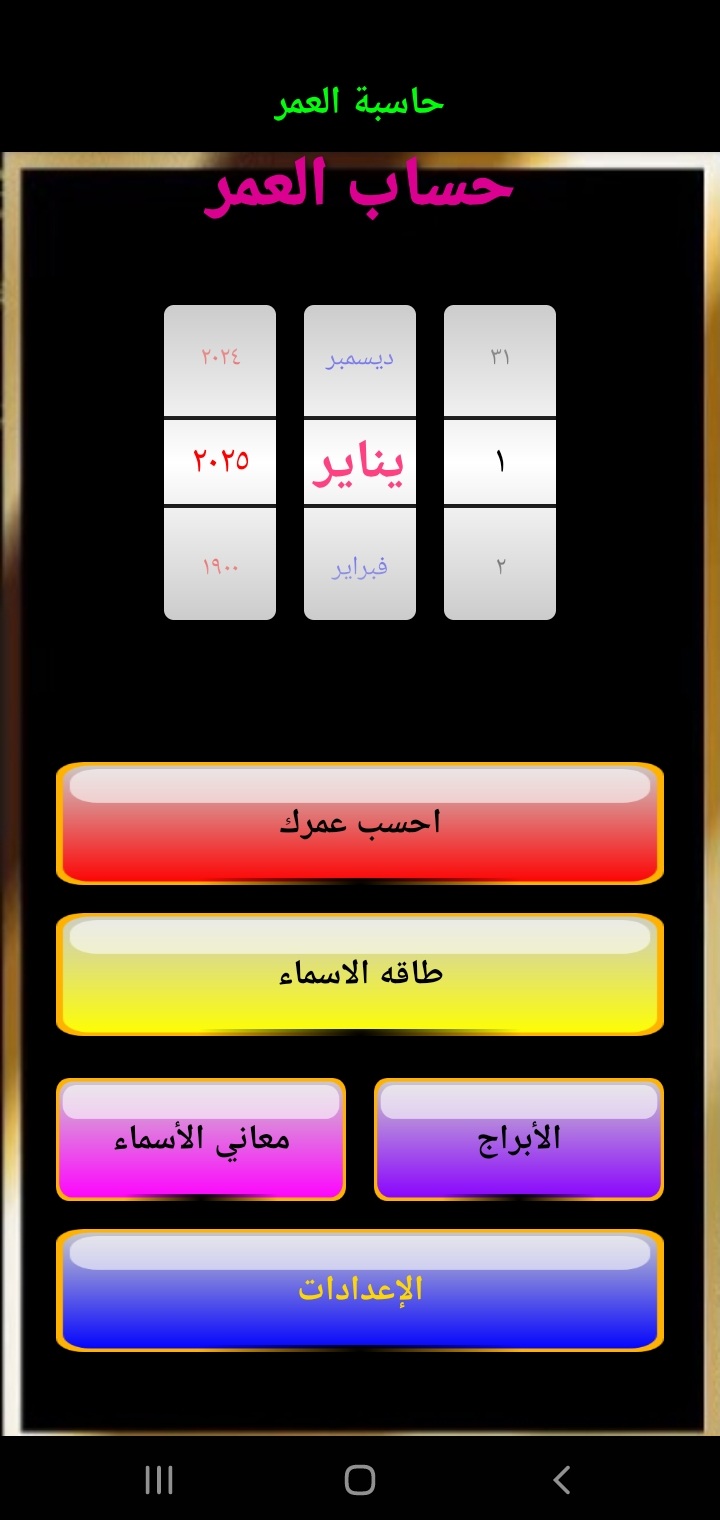 حاسبة العمر
حساب العمر
٣١ ديسمبر ٢٠٢٤
١ يناير ٢٠٢٥
٢ فبراير ١٩٠٠
احسب عمرك
طاقه الاسماء
الأبراج معاني الأسماء
الإعدادات